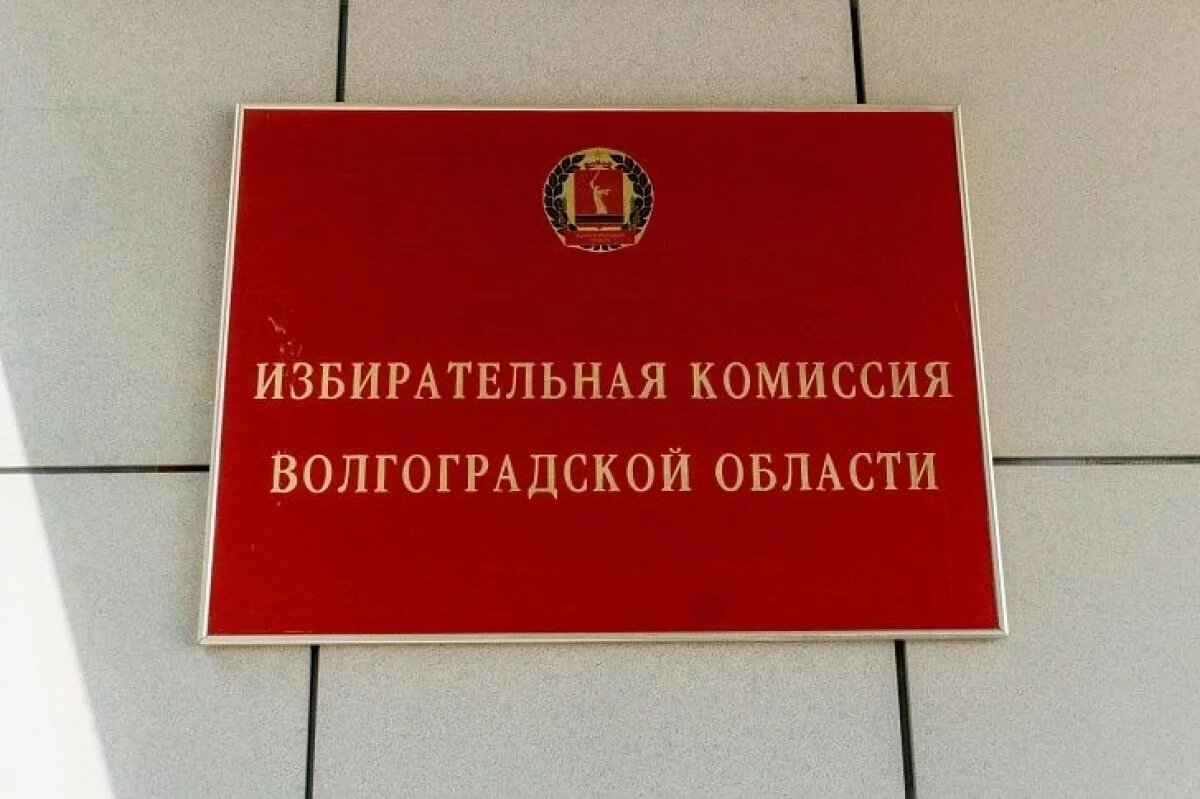 ИЗБИРАТЕЛЬНАЯ КОМИССИЯ
ВОЛГОГРАДСКОЙ ОБЛАСТИ